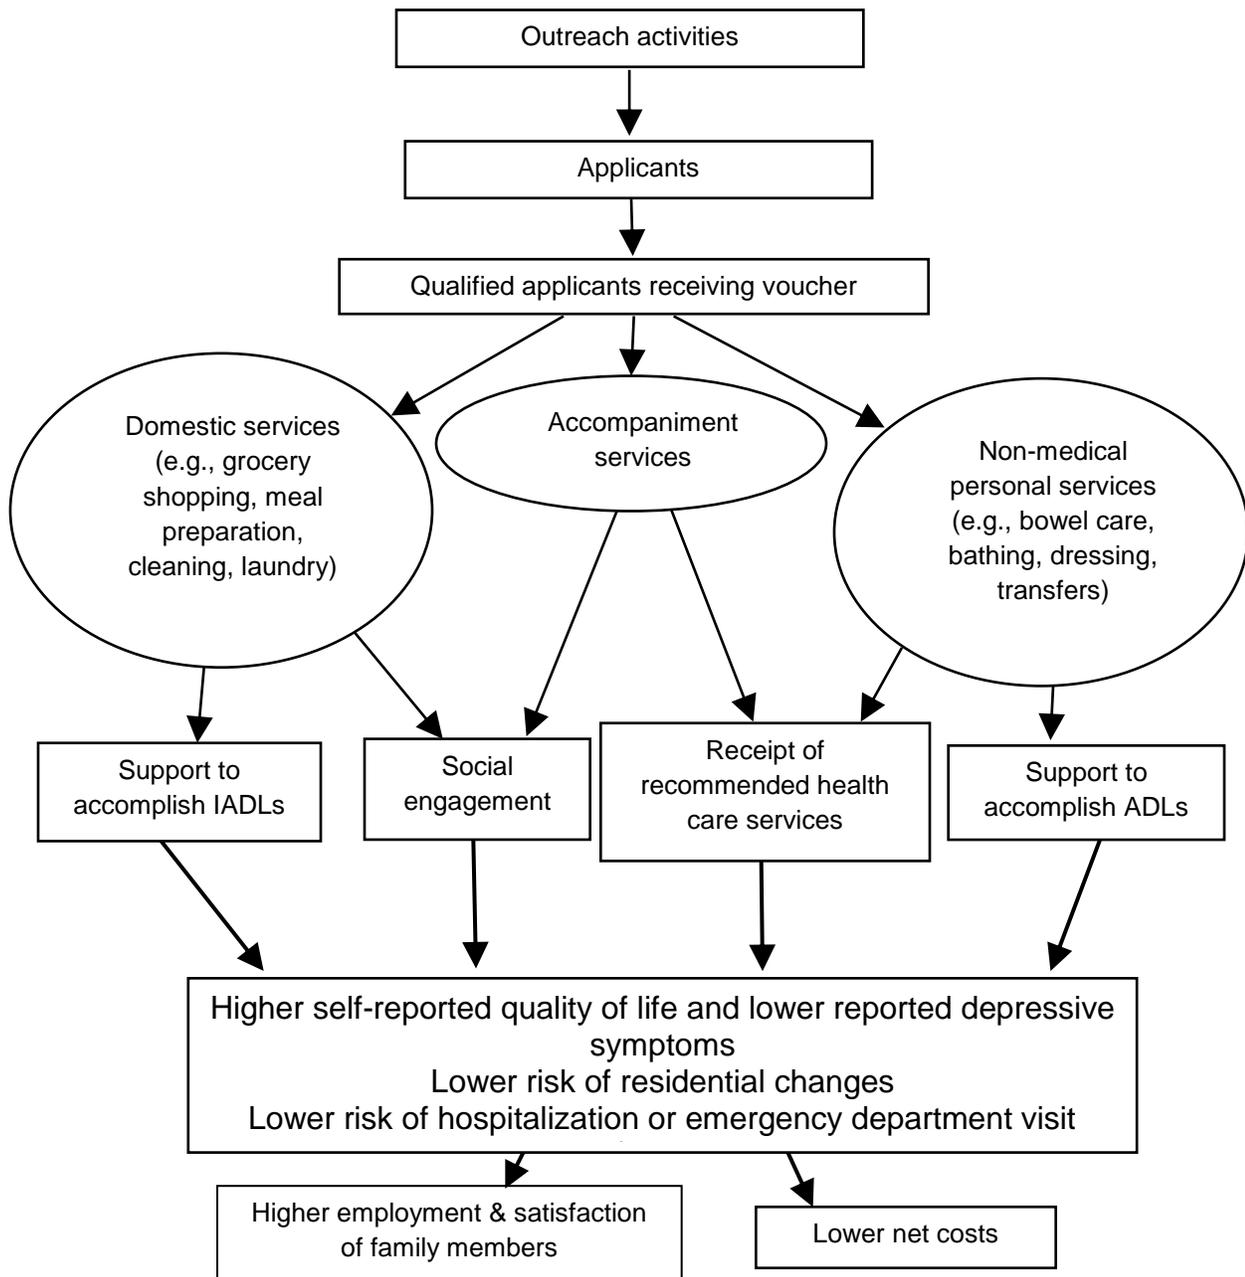 Outreach activities
Applicants
Qualified applicants receiving voucher
Domestic services
(e.g., grocery
shopping, meal
preparation,
cleaning, laundry)
Accompaniment
services
Non-medical
personal services
(e.g., bowel care,
bathing, dressing,
transfers)
Support to
accomplish IADLs
Social
engagement
Receipt of
recommended health
care services
Support to
accomplish ADLs
Higher self-reported quality of life and lower reported depressive
symptoms
Lower risk of residential changes
Lower risk of hospitalization or emergency department visit
Higher employment & satisfaction
of family members
Lower net costs